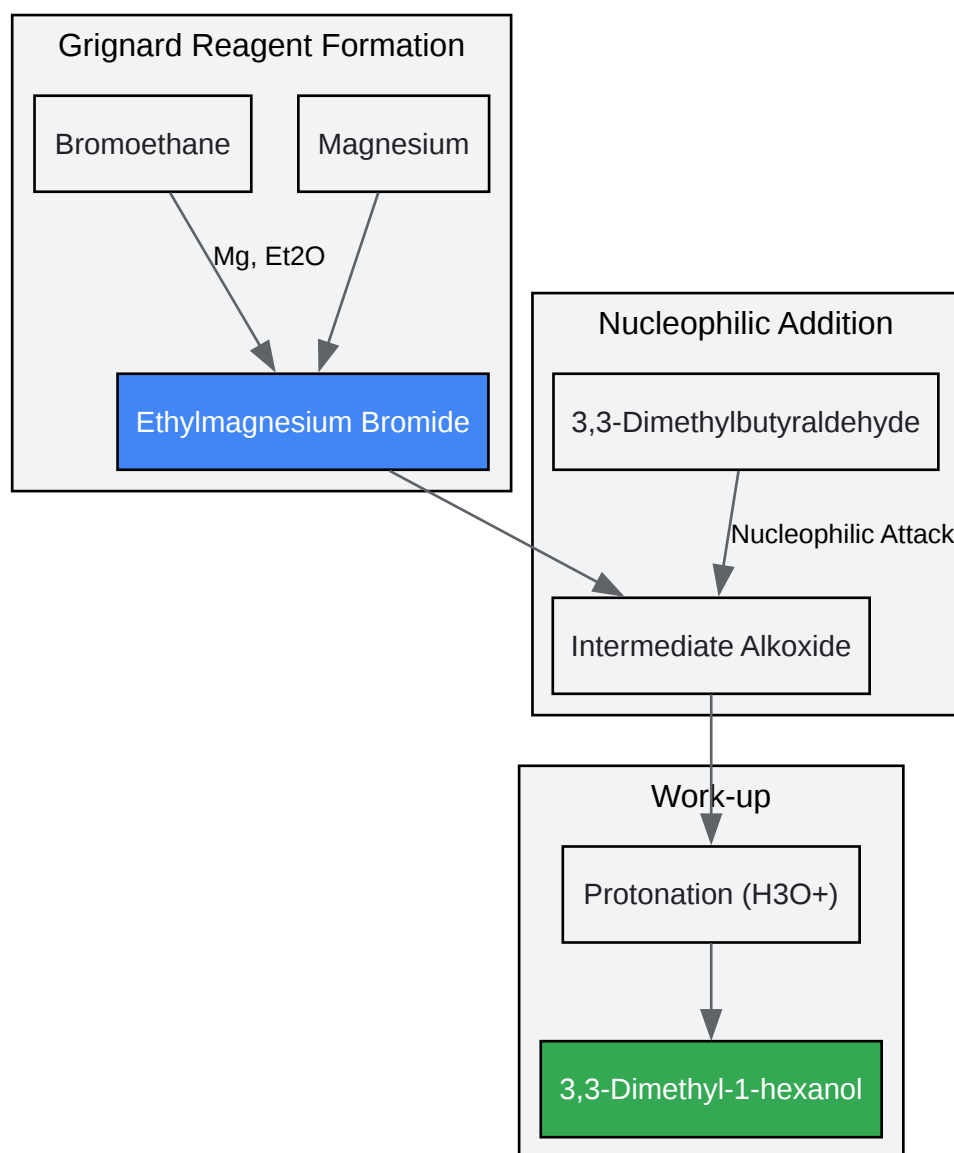 Grignard Reagent Formation
Bromoethane
Magnesium
Mg, Et2O
Ethylmagnesium Bromide
Nucleophilic Addition
3,3-Dimethylbutyraldehyde
Nucleophilic Attack
Intermediate Alkoxide
Work-up
Protonation (H3O+)
3,3-Dimethyl-1-hexanol